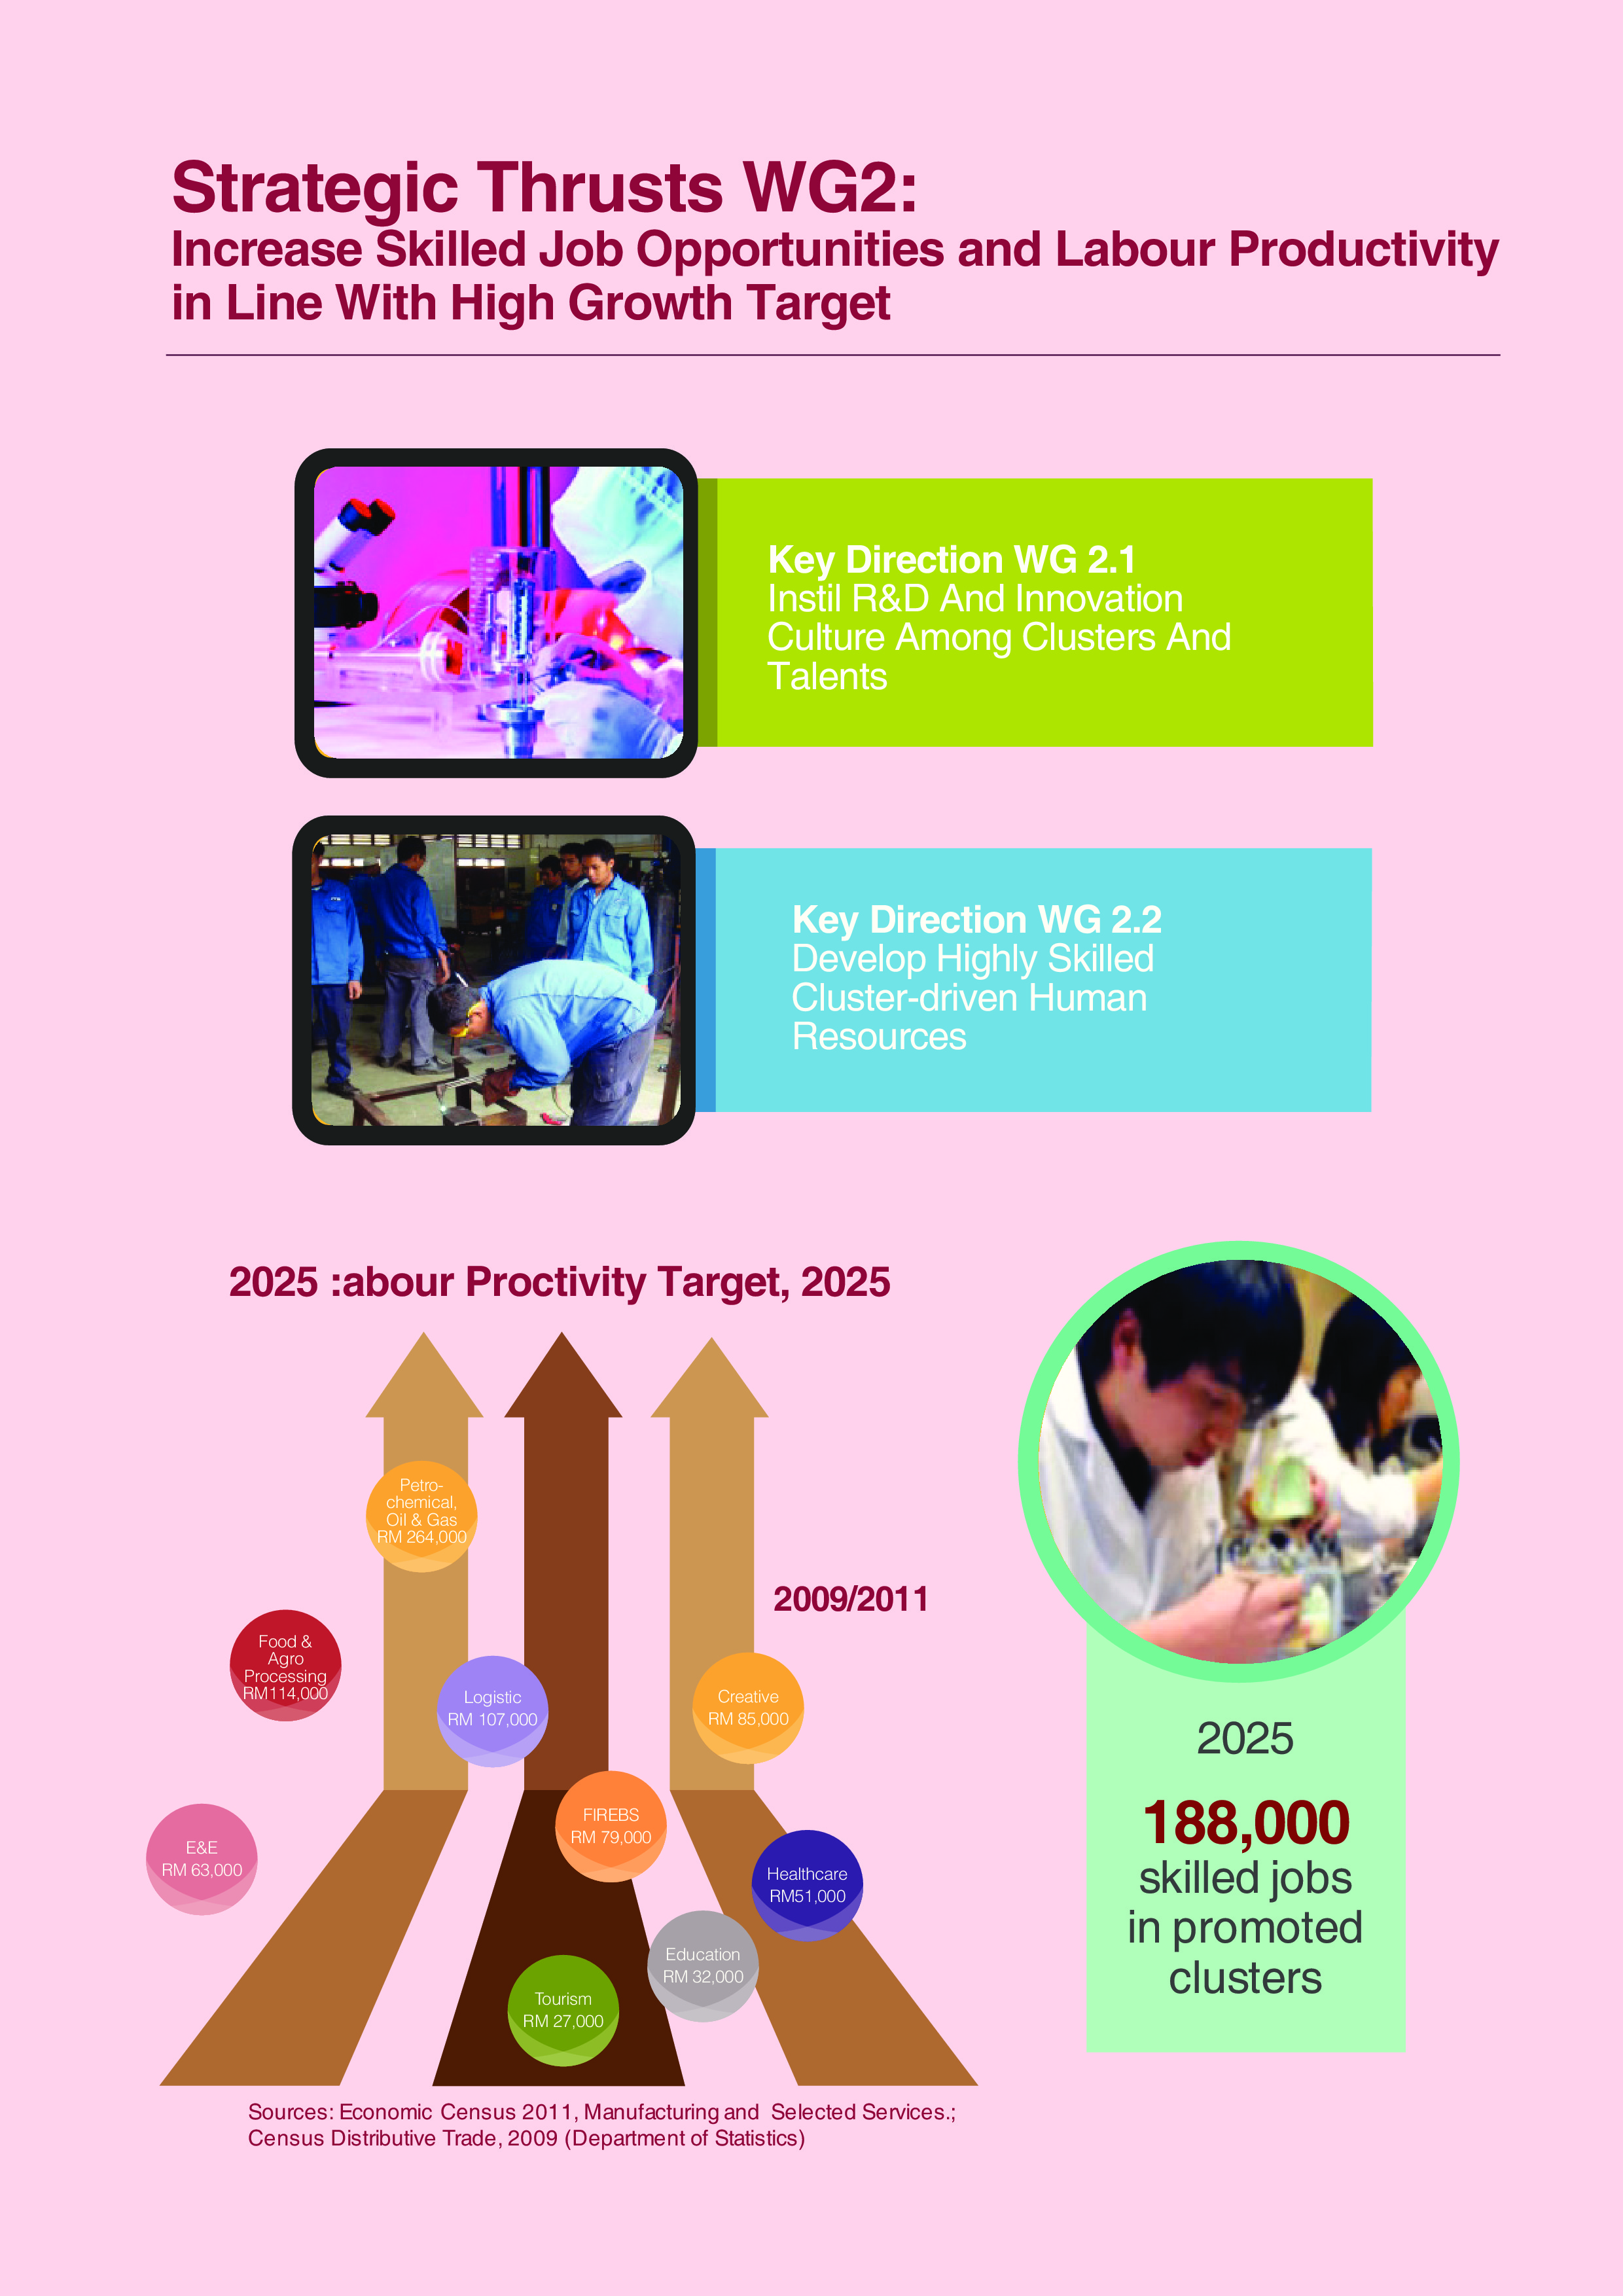 Strategic Thrusts WG2:
Increase Skilled Job Opportunities and Labour Productivity
in Line With High Growth Target
Key Direction WG 2.1
Instil R&D And Innovation
Culture Among Clusters And
Talents
Key Direction WG 2.2
Develop Highly Skilled
Cluster-driven Human
Resources
2025 :abour Proctivity Target, 2025
Petro-
chemical,
Oil & Gas
RM 264,000
2009/2011
Food &
Agro
Processing
RM114,000
Logistic
RM 107,000
Creative
RM 85,000
FIREBS
RM 79,000
E&E
RM 63,000
Healthcare
RM51,000
Education
RM 32,000
Tourism
RM 27,000
2025
188,000
skilled jobs
in promoted
clusters
Sources: Economic Census 2011, Manufacturing and Selected Services.;
Census Distributive Trade, 2009 (Department of Statistics)